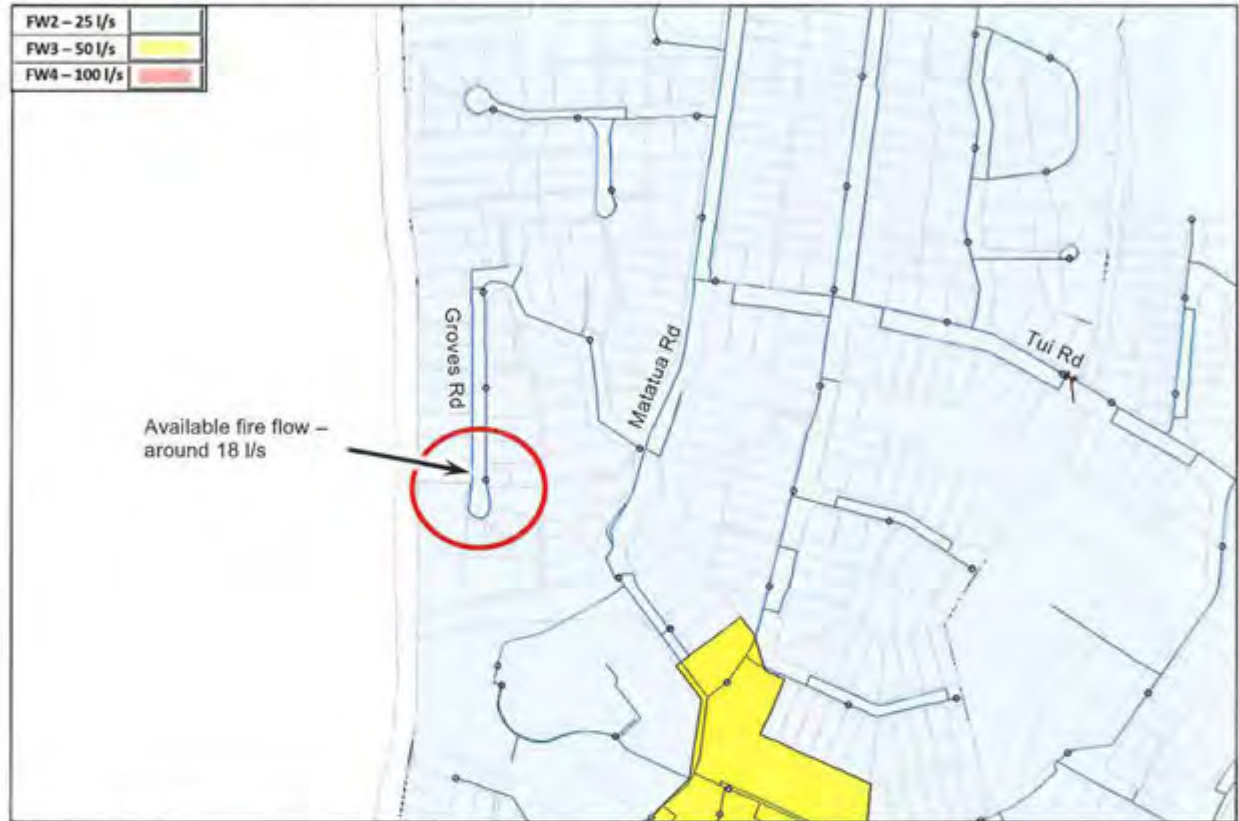 FW2 – 25 l/s
FW3 – 50 l/s
FW4 – 100 l/s
Groves Rd
Matatua Rd
Tui Rd
Available fire flow –
around 18 l/s